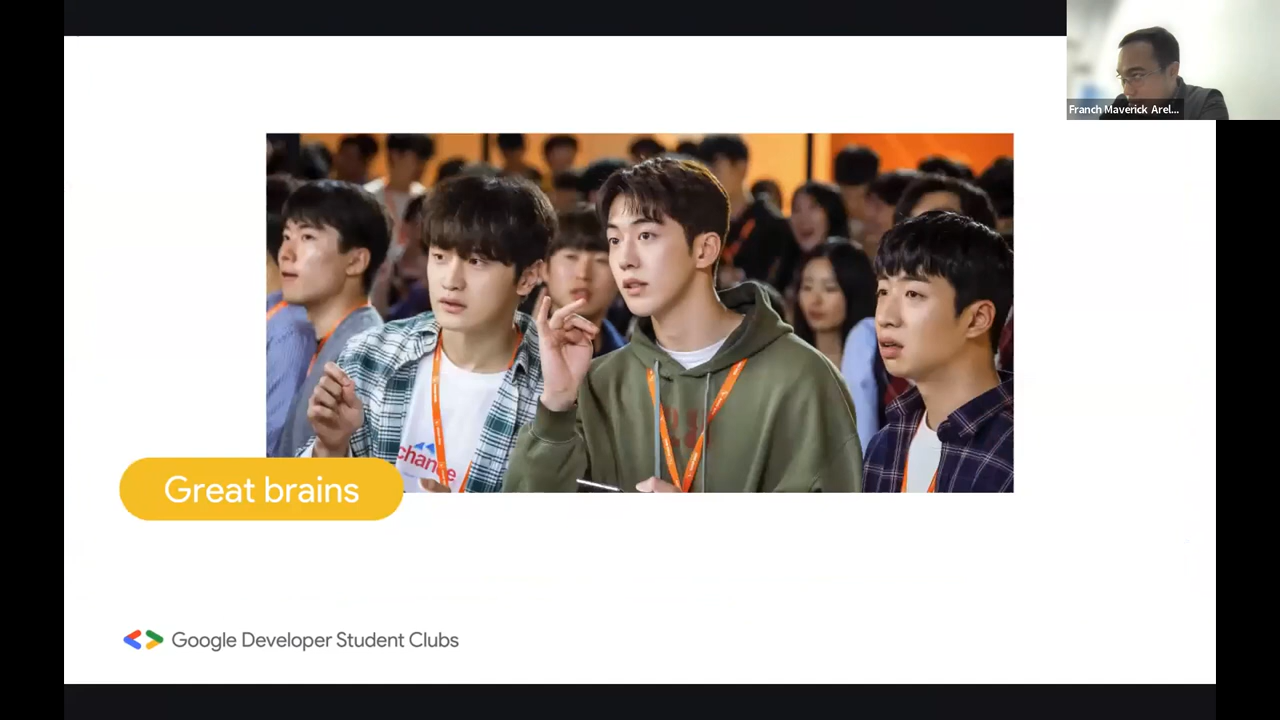 Franch Maverick Arel...
change
Great brains
Google Developer Student Clubs